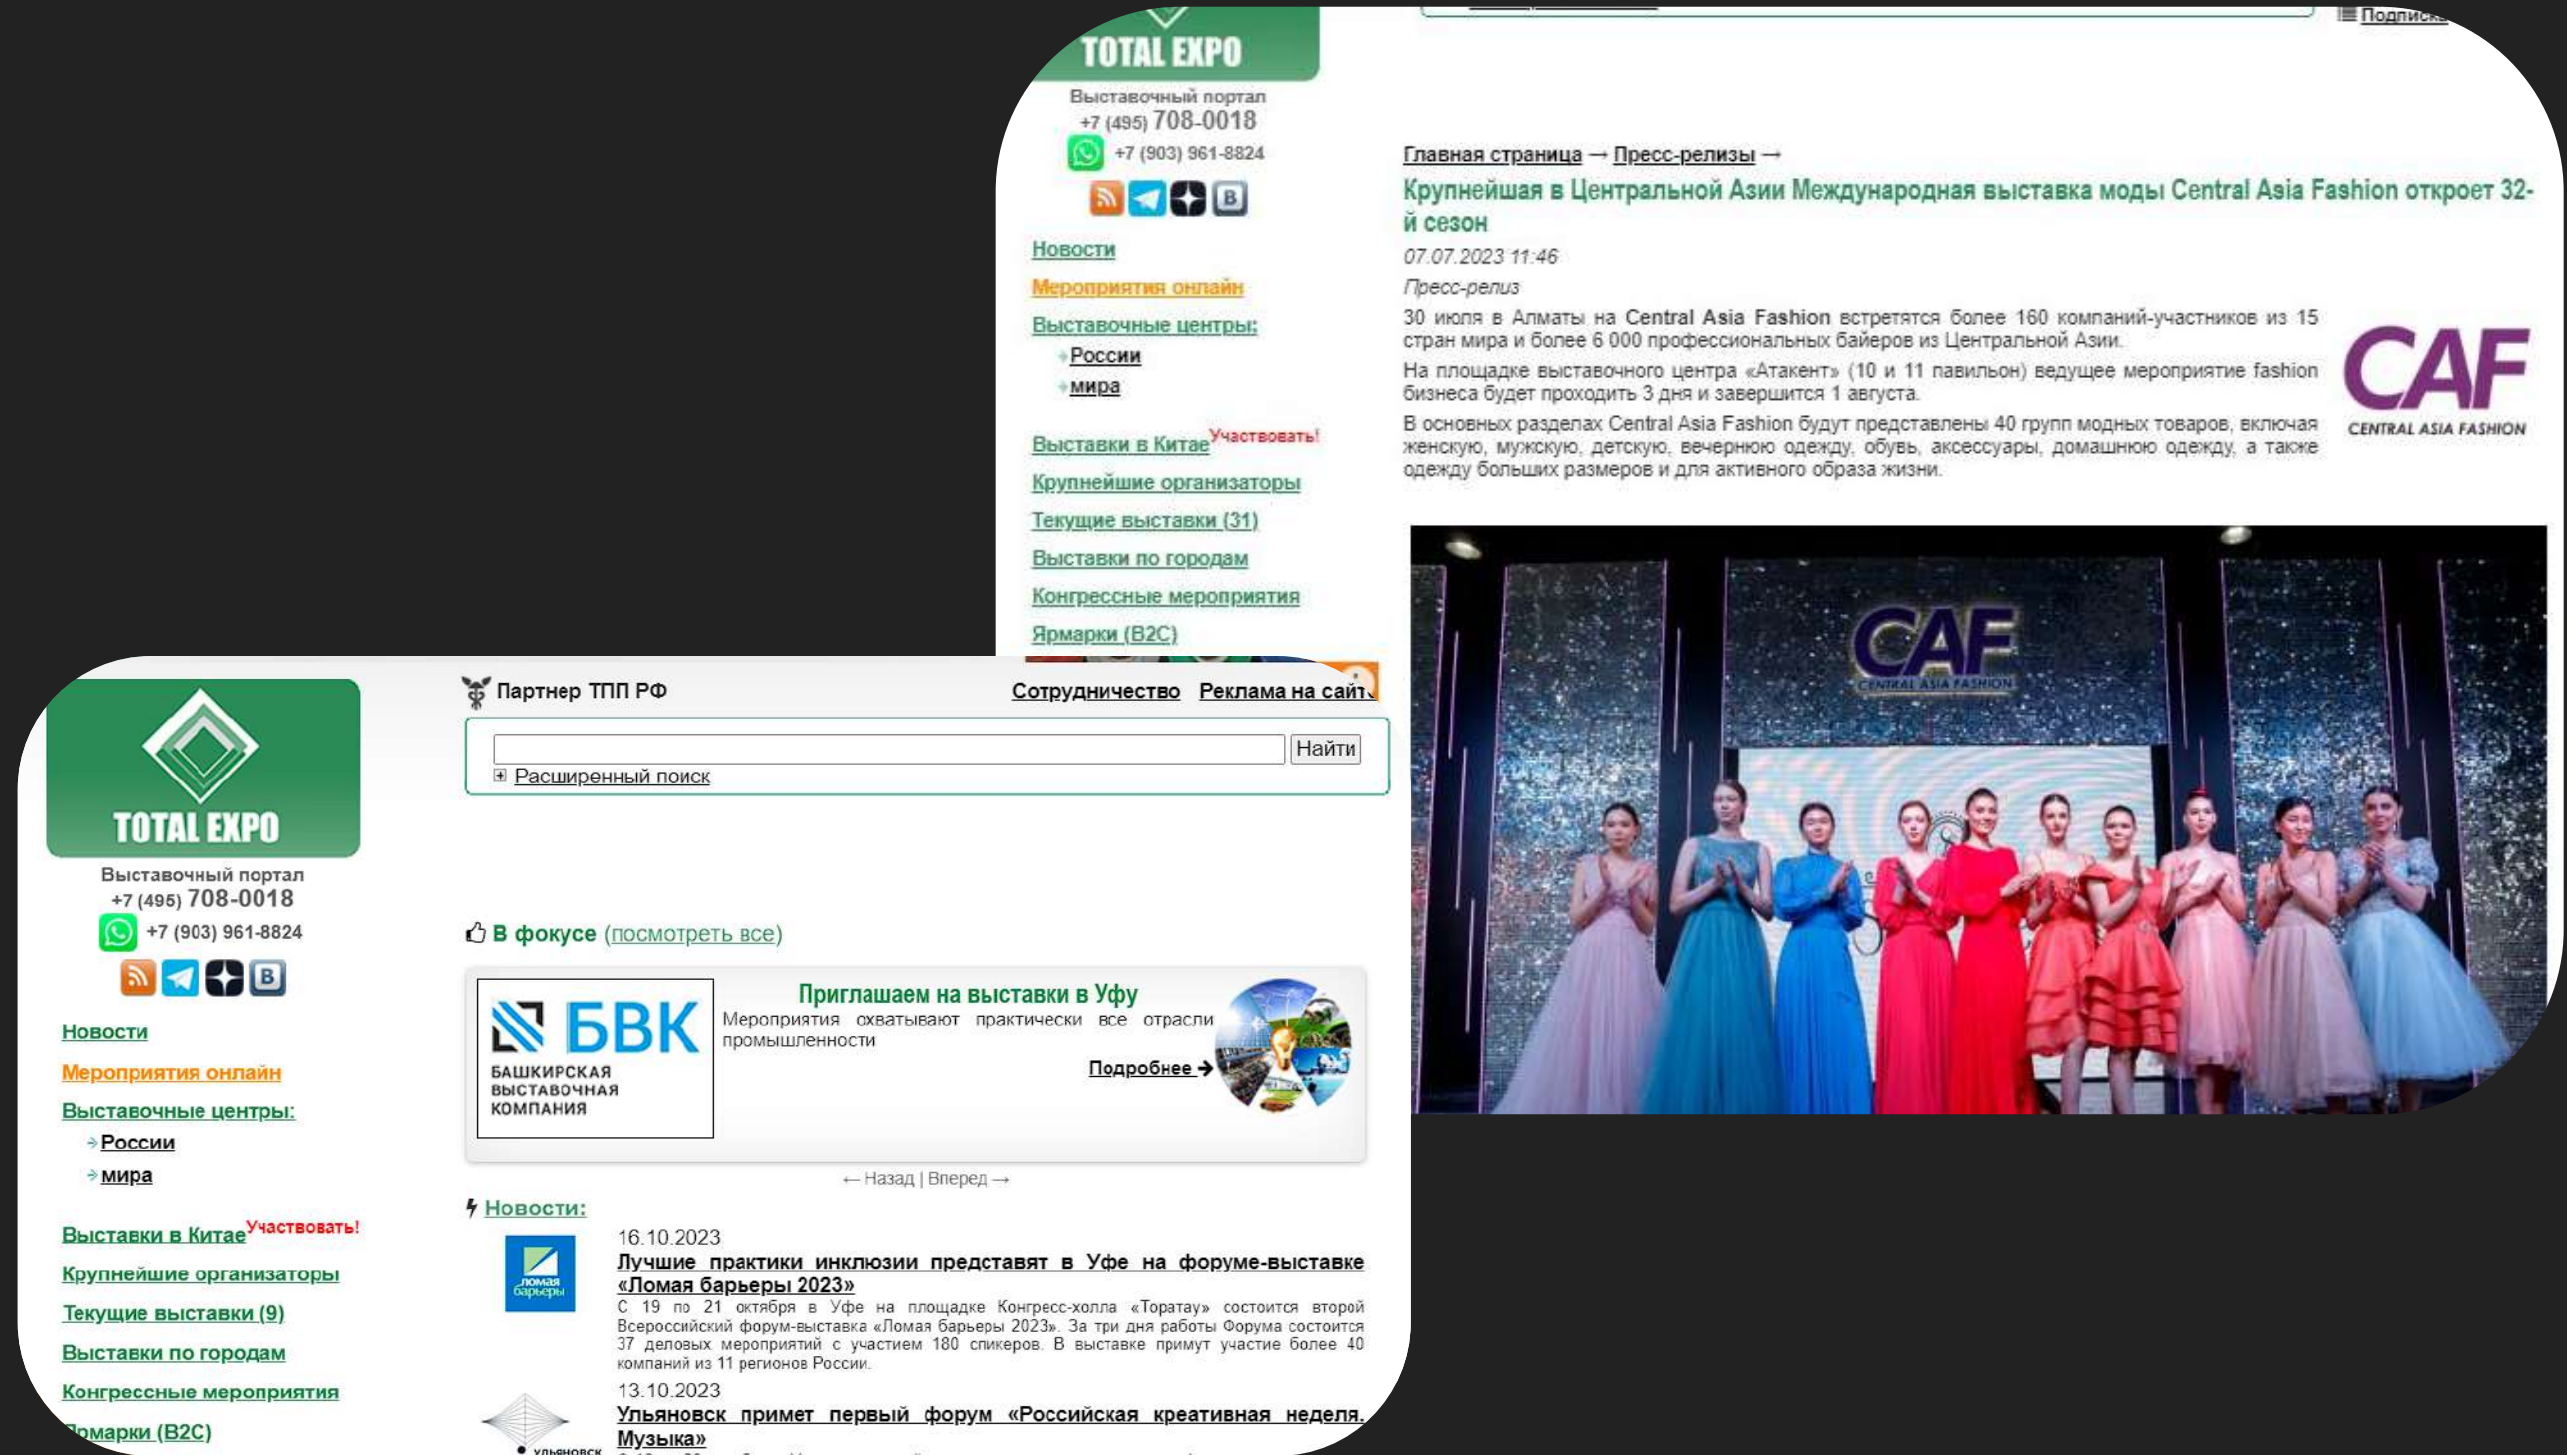 Подписка
TOTAL EXPO
Выставочный портал
+7 (495) 708-0018
+7 (903) 961-8824
B
Новости
Мероприятия онлайн
Выставочные центры:
России
мира
Выставки в Китае Участвовать!
Крупнейшие организаторы
Текущие выставки (31)
Выставки по городам
Конгрессные мероприятия
Ярмарки (B2C)
Главная страница → Пресс-релизы →
Крупнейшая в Центральной Азии Международная выставка моды Central Asia Fashion откроет 32-
й сезон
07.07.2023 11:46
Пресс-релиз
30 июля в Алматы на Central Asia Fashion встретятся более 160 компаний-участников из 15
стран мира и более 6 000 профессиональных байеров из Центральной Азии.
На площадке выставочного центра «Атакент» (10 и 11 павильон) ведущее мероприятие fashion
бизнеса будет проходить 3 дня и завершится 1 августа.
В основных разделах Central Asia Fashion будут представлены 40 групп модных товаров, включая
женскую, мужскую, детскую, вечернюю одежду, обувь, аксессуары, домашнюю одежду, а также
одежду больших размеров и для активного образа жизни.
CAF
CENTRAL ASIA FASHION
CAF
CENTRAL ASIA FASHION
TOTAL EXPO
Выставочный портал
+7 (495) 708-0018
+7 (903) 961-8824
B
Новости
Мероприятия онлайн
Выставочные центры:
России
мира
Выставки в Китае Участвовать!
Крупнейшие организаторы
Текущие выставки (9)
Выставки по городам
Конгрессные мероприятия
Ярмарки (B2C)
Партнер ТПП РФ
Сотрудничество Реклама на сайте
Найти
Расширенный поиск
В фокусе (посмотреть все)
БВК
БАШКИРСКАЯ
ВЫСТАВОЧНАЯ
КОМПАНИЯ
Приглашаем на выставки в Уфу
Мероприятия охватывают практически все отрасли
промышленности
Подробнее →
← Назад | Вперед →
Новости:
ломая
барьеры
16.10.2023
Лучшие практики инклюзии представят в Уфе на форуме-выставке
«Ломая барьеры 2023»
С 19 по 21 октября в Уфе на площадке Конгресс-холла «Торатау» состоится второй
Всероссийский форум-выставка «Ломая барьеры 2023». За три дня работы Форума состоится
37 деловых мероприятий с участием 180 спикеров. В выставке примут участие более 40
компаний из 11 регионов России.
13.10.2023
Ульяновск примет первый форум «Российская креативная неделя.
Музыка»
УЛЬЯНОВСК